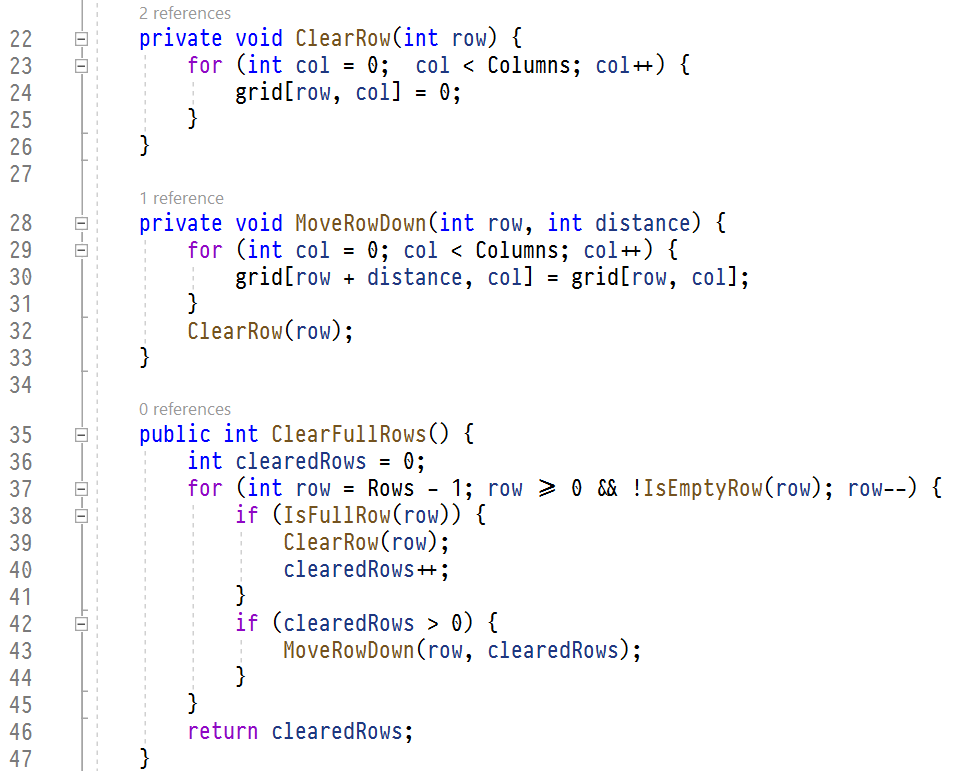 2 references
22 private void ClearRow(int row) {
23 for (int col = 0;  col < Columns; col++) {
24 grid[row, col] = 0;
25 }
26 }
27
1 reference
28 private void MoveRowDown(int row, int distance) {
29 for (int col = 0; col < Columns; col++) {
30 grid[row + distance, col] = grid[row, col];
31 }
32 ClearRow(row);
33 }
34
0 references
35 public int ClearFullRows() {
36 int clearedRows = 0;
37 for (int row = Rows - 1; row >= 0 && !IsEmptyRow(row); row--) {
38 if (IsFullRow(row)) {
39 ClearRow(row);
40 clearedRows++;
41 }
42 if (clearedRows > 0) {
43 MoveRowDown(row, clearedRows);
44 }
45 }
46 return clearedRows;
47 }